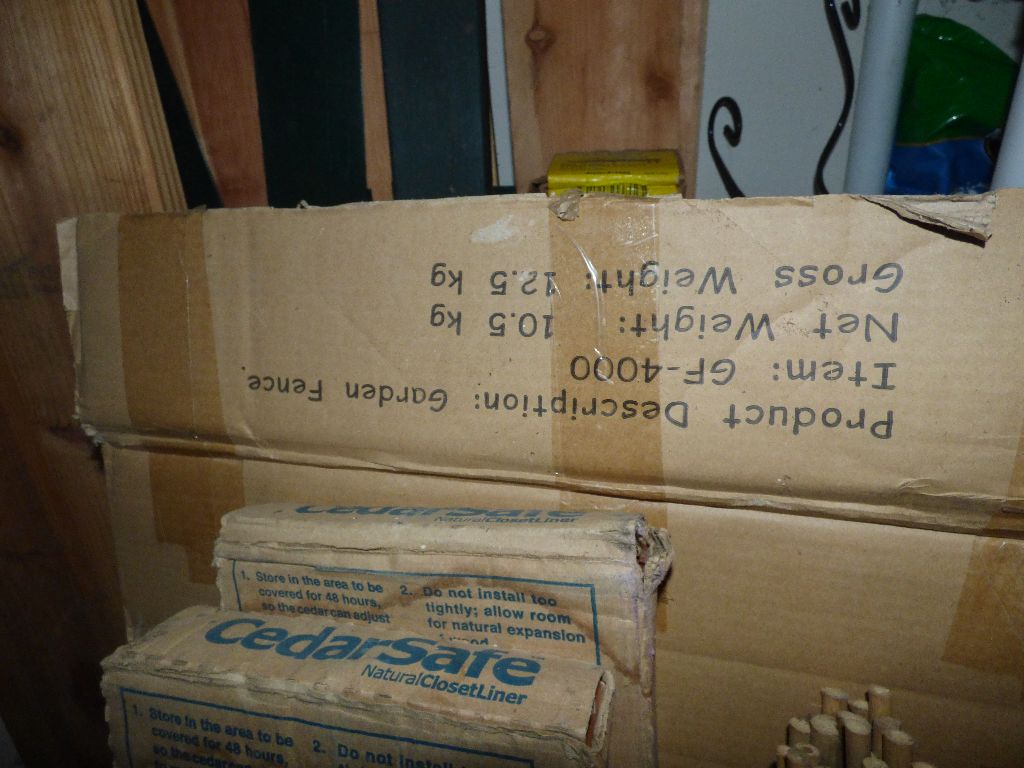 Product Description: Garden Fence.
Item: GF-4000
Net Weight: 10.5 kg
Gross Weight: 12.5 kg
CedarSafe
NaturalClosetLiner
1. Store in the area to be
covered for 48 hours,
so the cedar can adjust
2. Do not install too
tightly; allow room
for natural expansion
CedarSafe
NaturalClosetLiner
1. Store in the area to be
covered for 48 hours,
2. Do not install